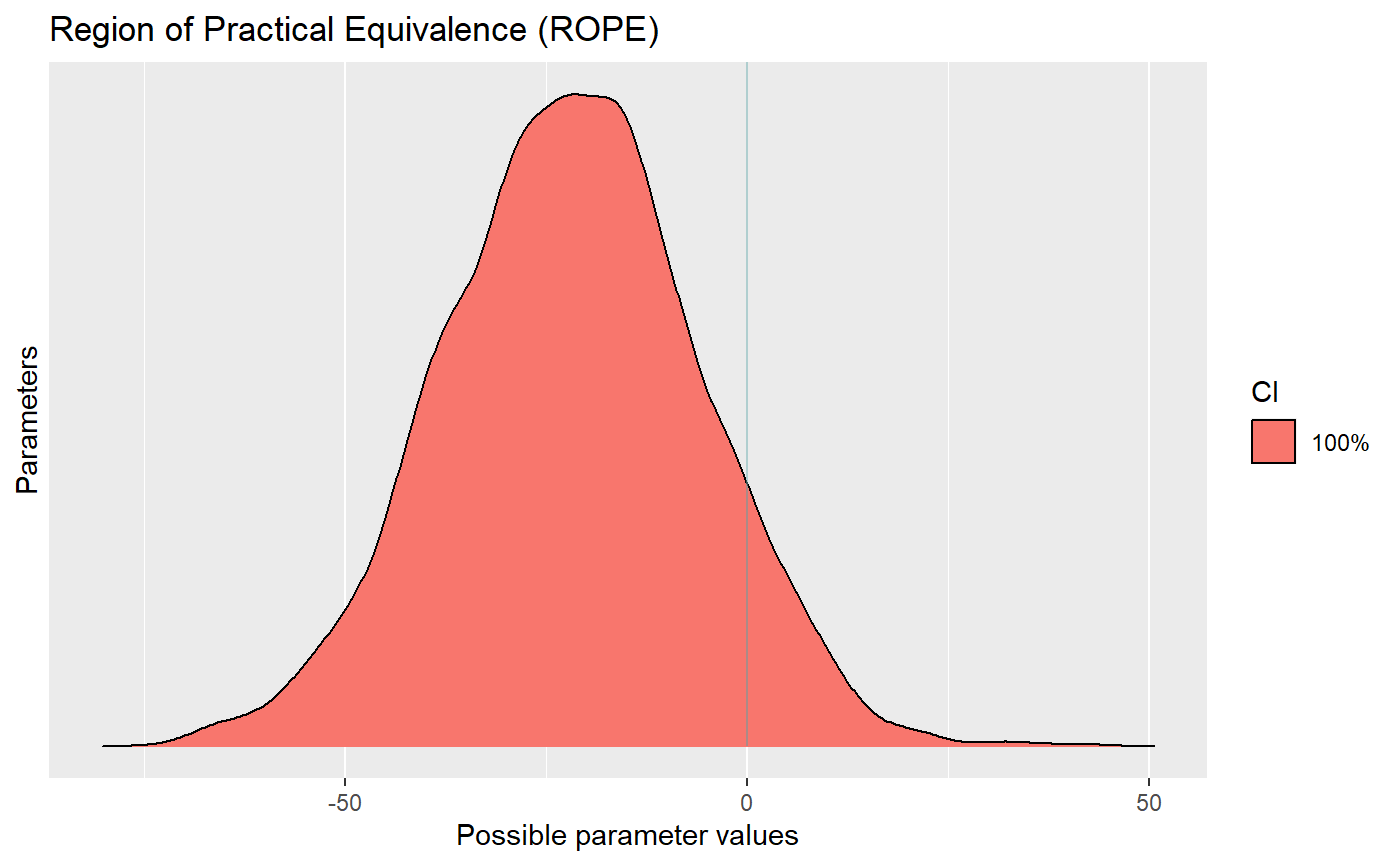 Region of Practical Equivalence (ROPE)
Parameters
CI
100%
-50
0
50
Possible parameter values